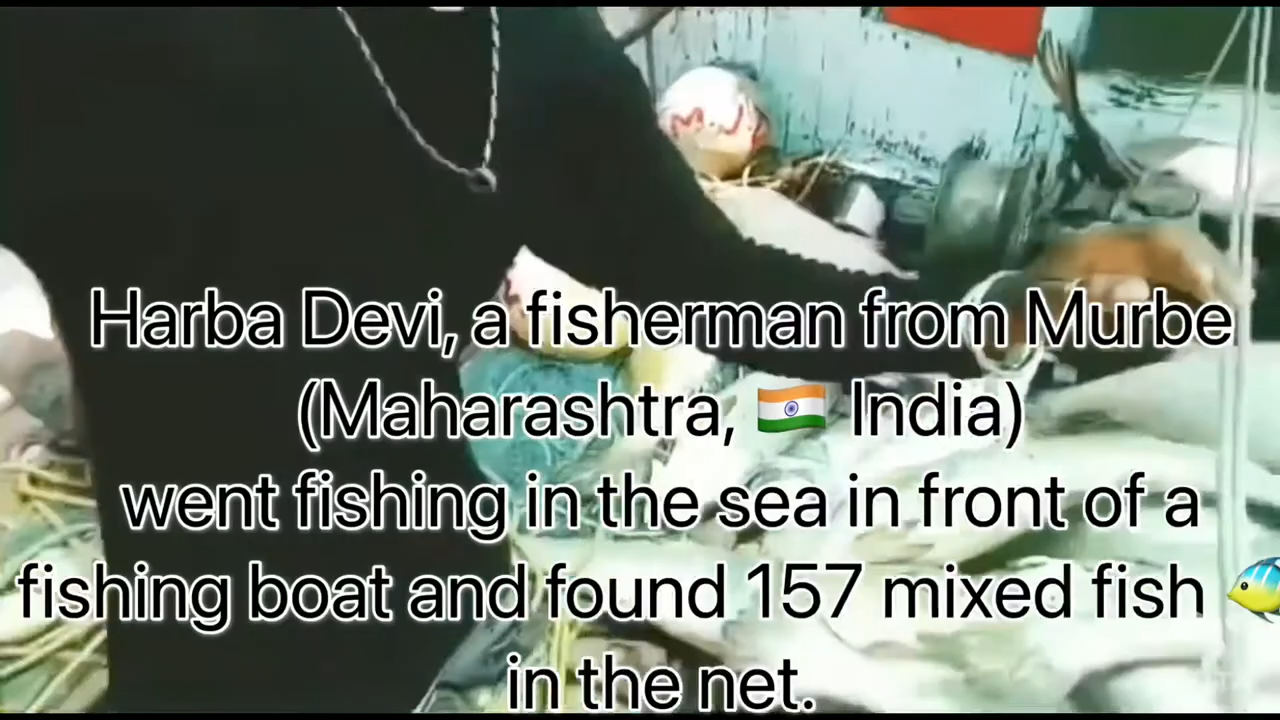 Harba Devi, a fisherman from Murbe
(Maharashtra, 🇮🇳 India)
went fishing in the sea in front of a
fishing boat and found 157 mixed fish 🐠
in the net.